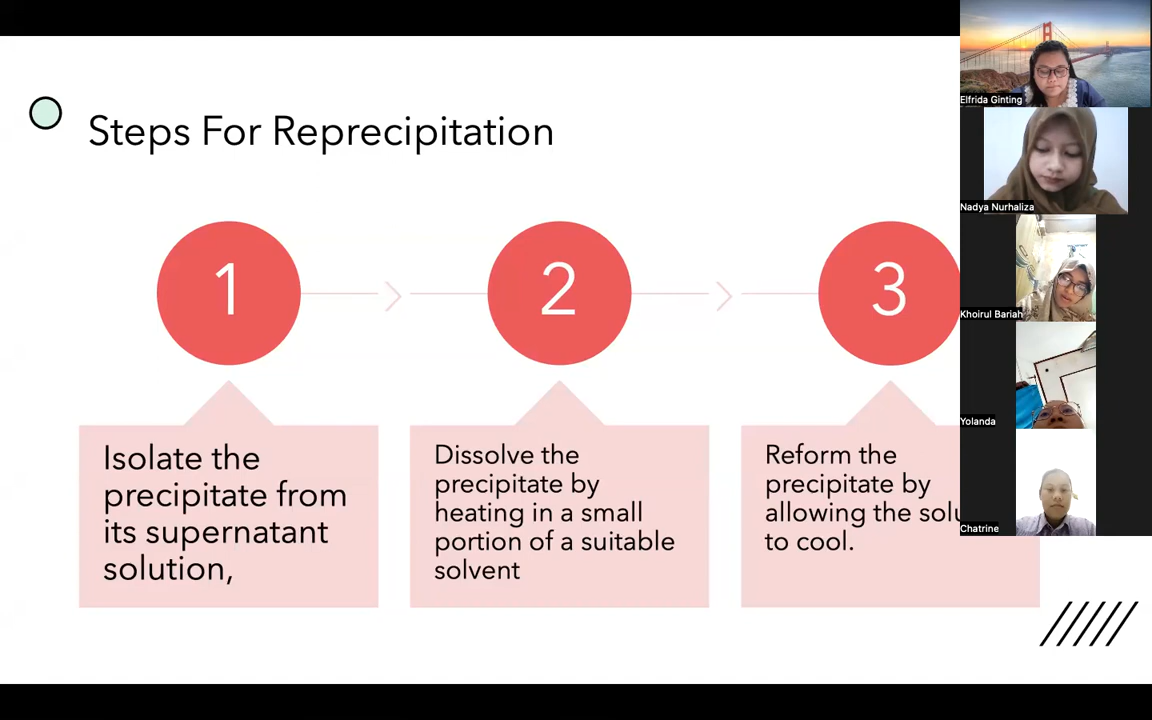 Steps For Reprecipitation
1
2
3
Isolate the
precipitate from
its supernatant
solution,
Dissolve the
precipitate by
heating in a small
portion of a suitable
solvent
Reform the
precipitate by
allowing the
to cool.
Elfrida Ginting
Nadya Nurhaliza
Khoirul Bariah
Yolanda
Chatrine